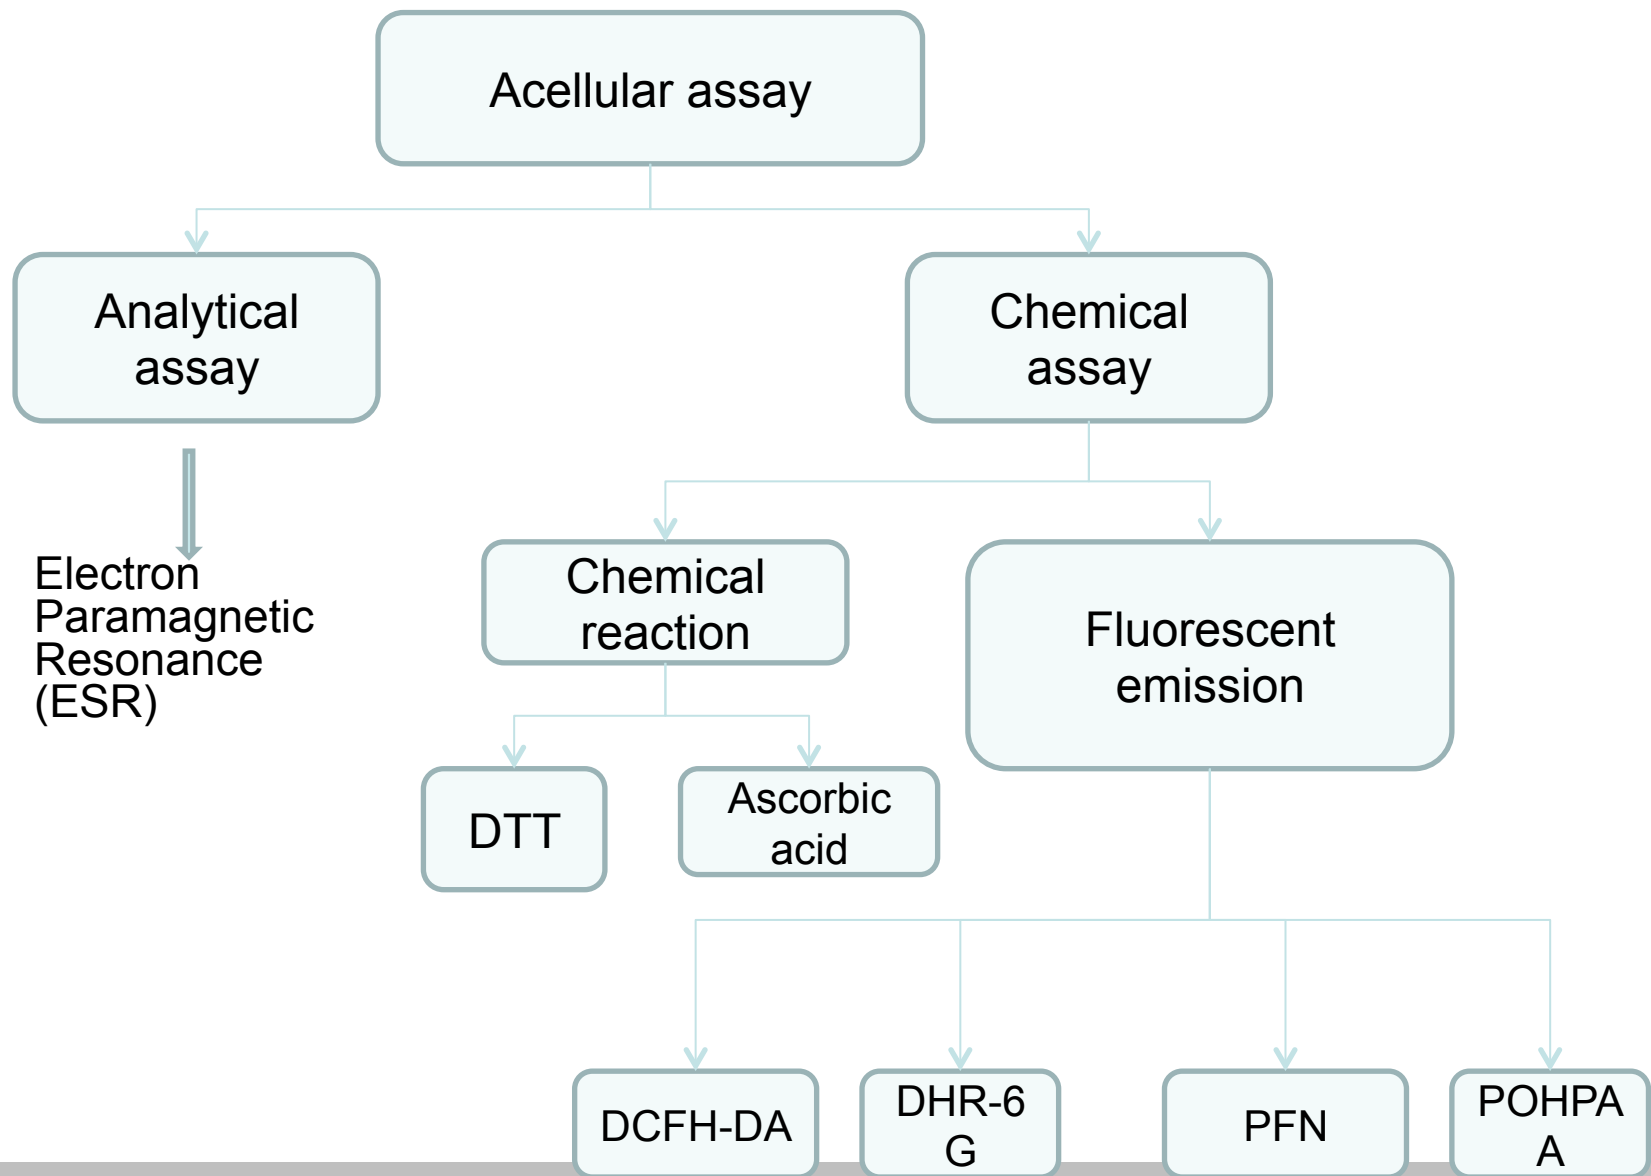 Acellular assay
Analytical
assay
Chemical
assay
Electron
Paramagnetic
Resonance
(ESR)
Chemical
reaction
Fluorescent
emission
DTT
Ascorbic
acid
DCFH-DA
DHR-6
G
PFN
POHPA
A